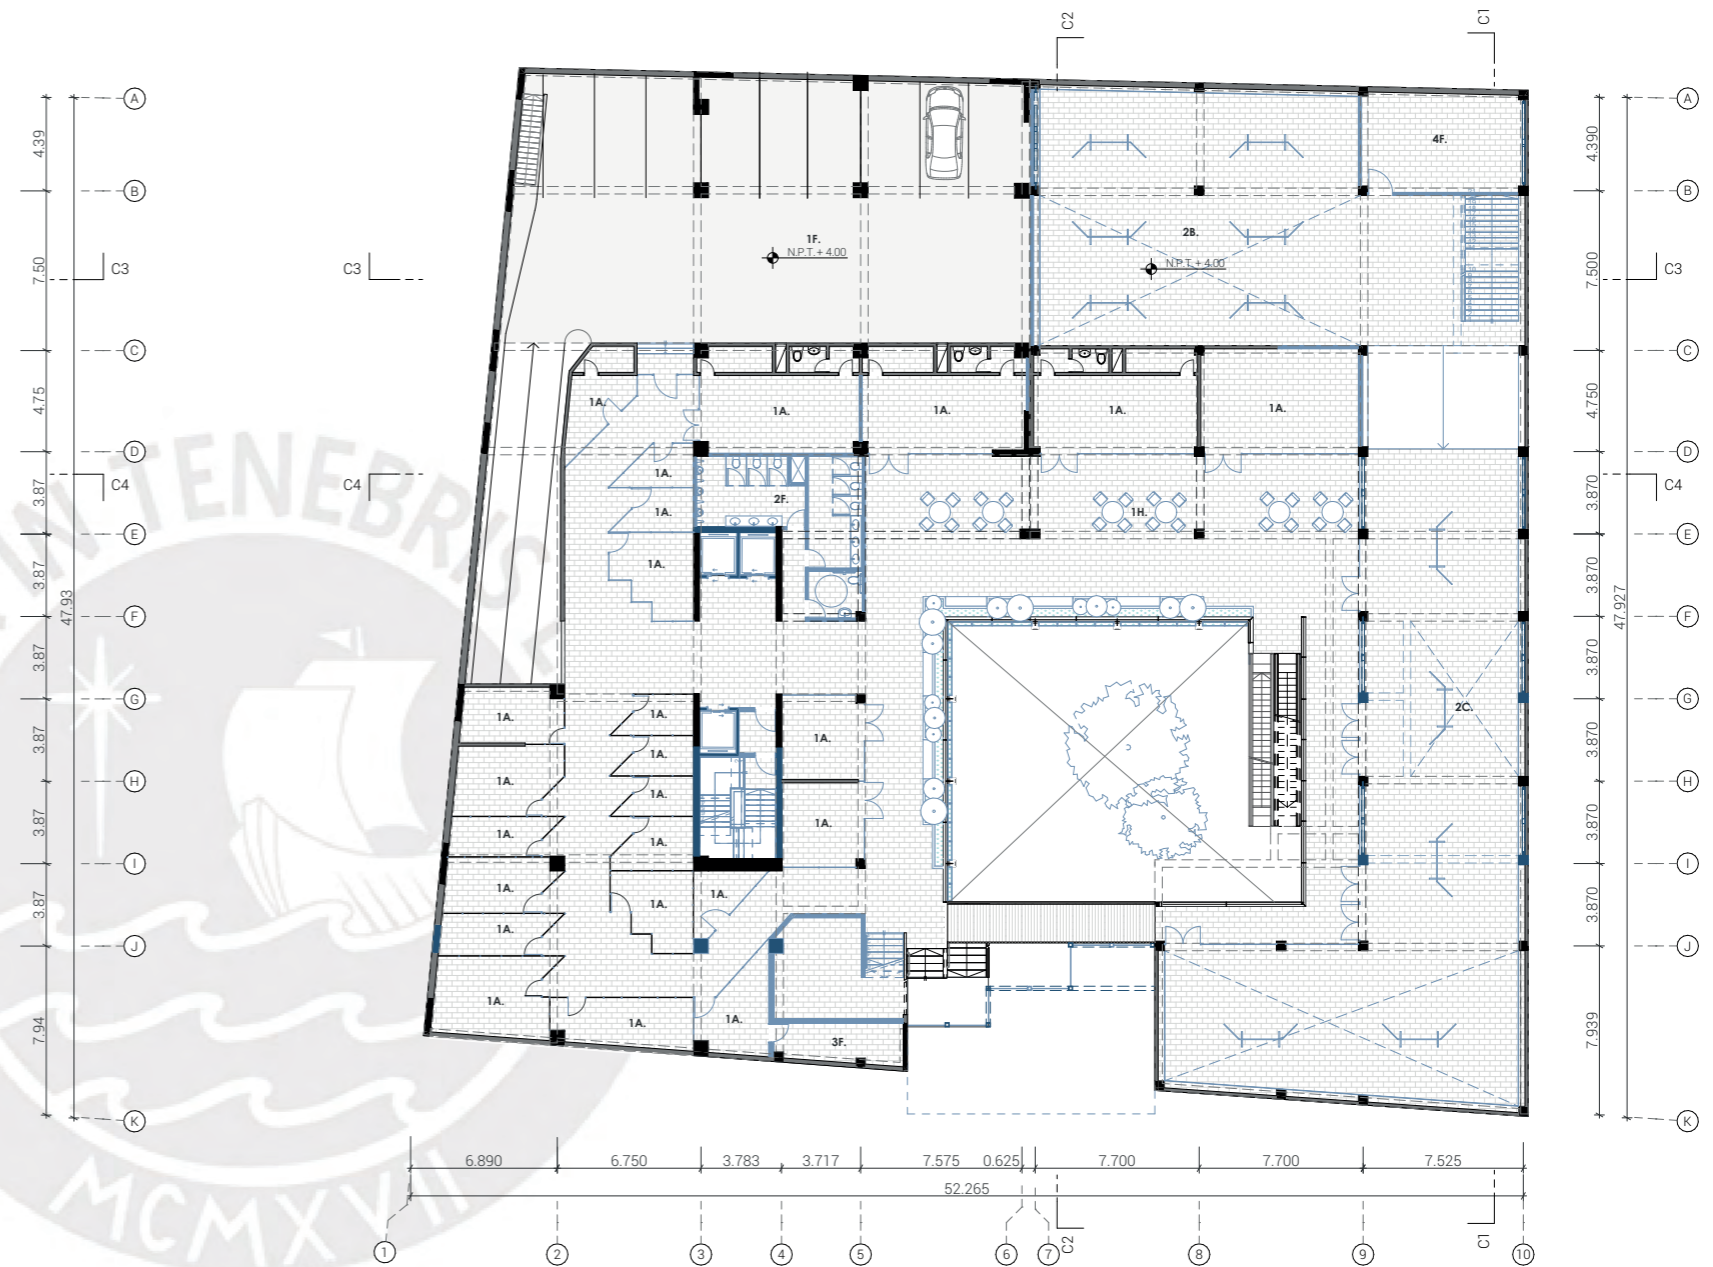 C2
C1
A
A
4F.
4.39
4.390
B
B
1F.
N.P.T. + 4.00
2B.
N.P.T. + 4.00
C3
C3
C3
7.50
7.500
C
C
1A.
1A.
1A.
1A.
1A.
4.75
4.750
D
D
C4
C4
C4
1A.
2F.
1A.
1H.
3.87
3.870
E
E
1A.
3.87
3.870
47.93
47.927
F
F
3.87
3.870
G
G
1A.
1A.
1A.
2C.
1A.
1A.
3.87
3.870
H
H
1A.
1A.
1A.
1A.
3.87
3.870
I
I
1A.
1A.
1A.
1A.
3.87
3.870
J
J
1A.
1A.
1A.
3F.
7.94
7.939
K
K
IN TENEBRIS
MCMXVII
6.890
6.750
3.783
3.717
7.575
0.625
7.700
7.700
7.525
52.265
1
2
3
4
5
6
7
C2
8
9
C1
10